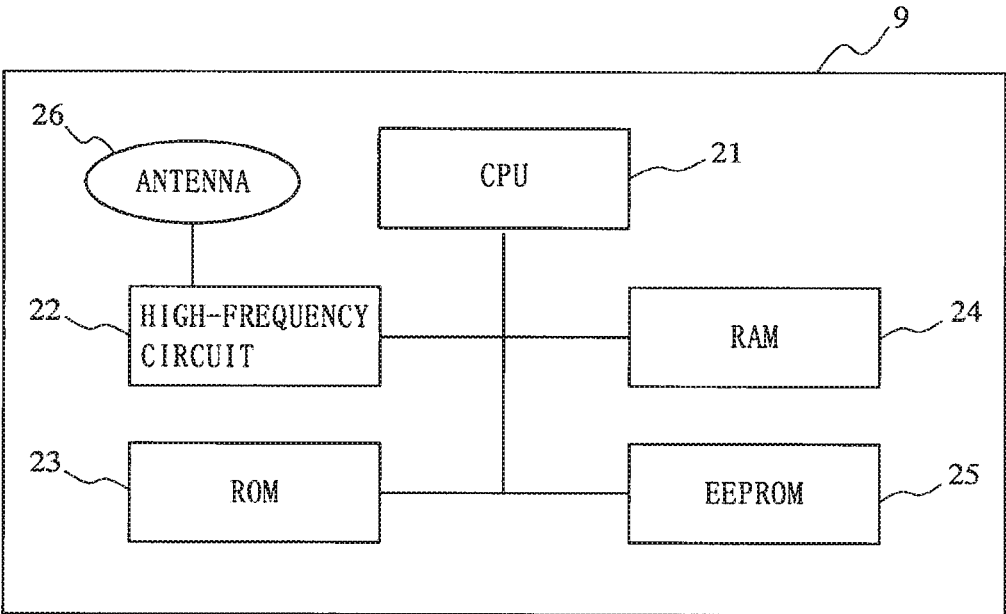 9
26
ANTENNA
CPU
21
22
HIGH-FREQUENCY
CIRCUIT
RAM
24
23
ROM
EEPROM
25